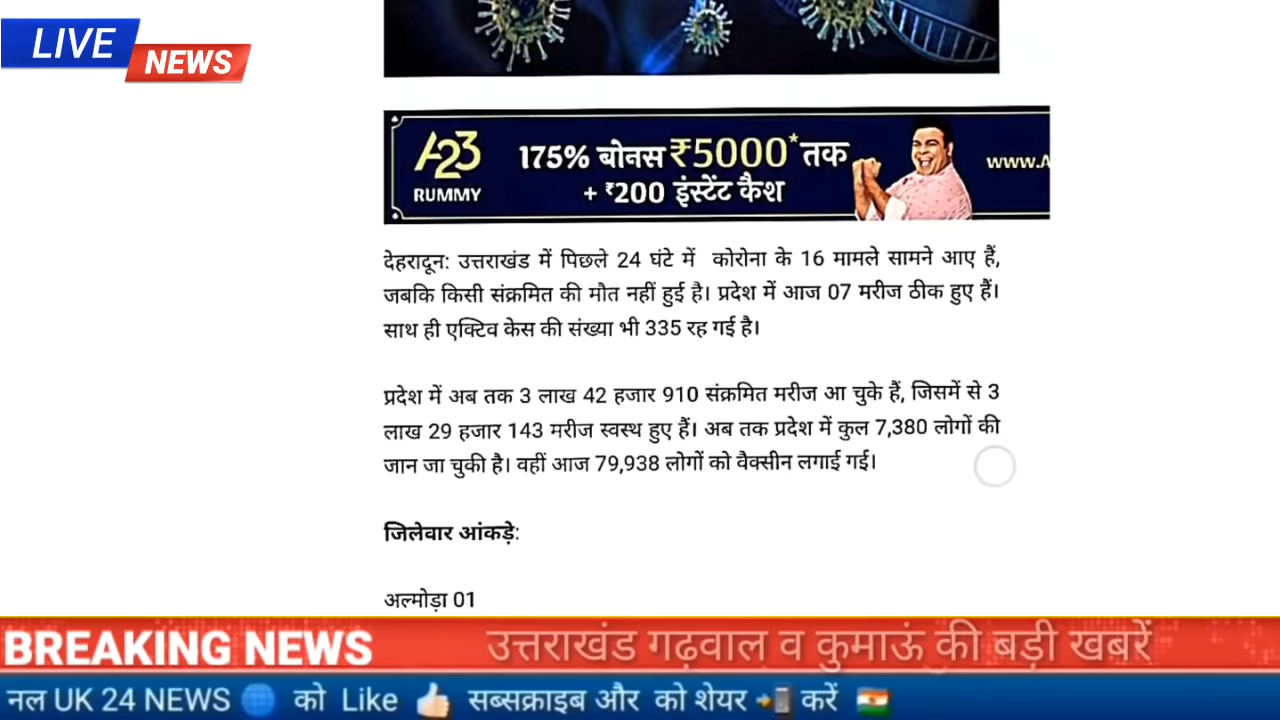 LIVE
NEWS
A23
RUMMY
175% बोनस ₹5000* तक
+ ₹200 इंस्टेंट कैश
www.A
देहरादून: उत्तराखंड में पिछले 24 घंटे में कोरोना के 16 मामले सामने आए हैं,
जबकि किसी संक्रमित की मौत नहीं हुई है। प्रदेश में आज 07 मरीज ठीक हुए हैं।
साथ ही एक्टिव केस की संख्या भी 335 रह गई है।
प्रदेश में अब तक 3 लाख 42 हजार 910 संक्रमित मरीज आ चुके हैं, जिसमें से 3
लाख 29 हजार 143 मरीज स्वस्थ हुए हैं। अब तक प्रदेश में कुल 7,380 लोगों की
जान जा चुकी है। वहीं आज 79,938 लोगों को वैक्सीन लगाई गई।
जिलेवार आंकड़े:
अल्मोड़ा 01
BREAKING NEWS
उत्तराखंड गढ़वाल व कुमाऊं की बड़ी खबरें
नल UK 24 NEWS 🌐 को Like 👍 सब्सक्राइब और को शेयर 📲 करें 🇮🇳